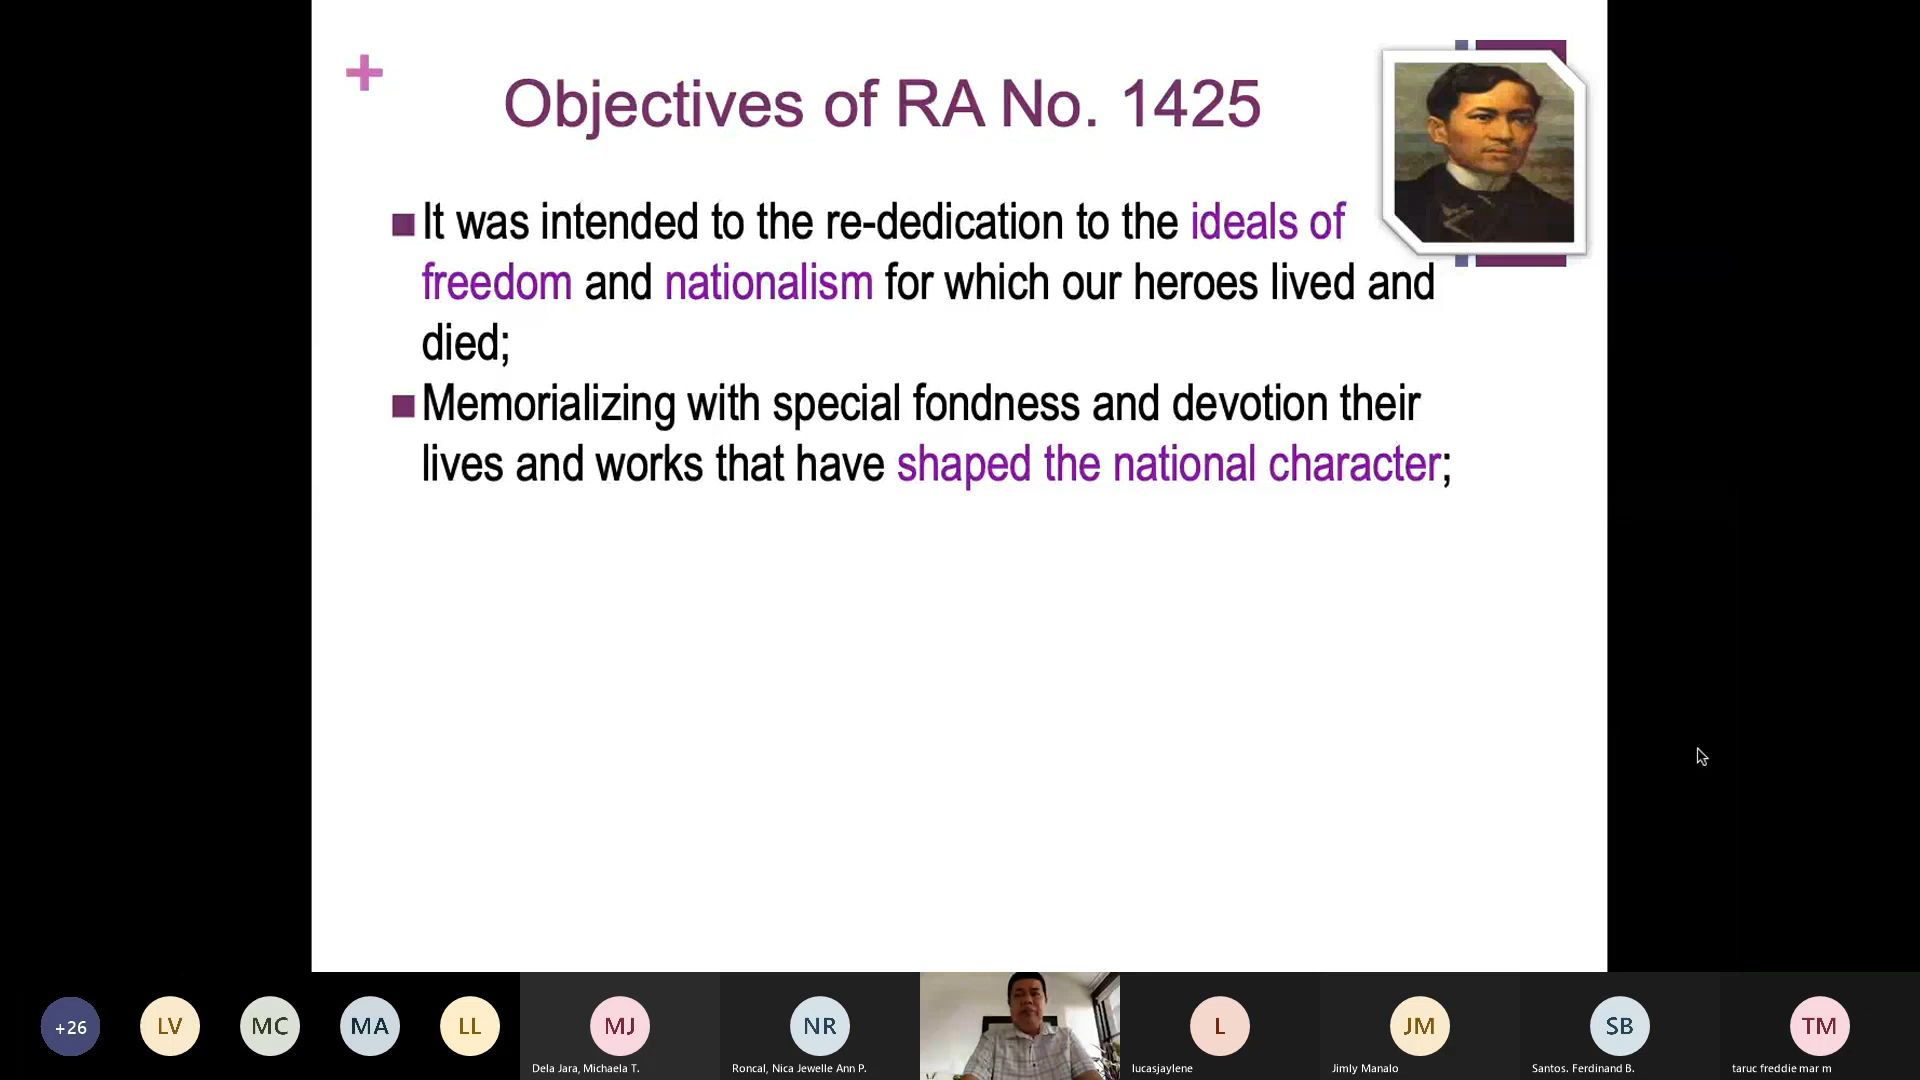 Objectives of RA No. 1425
It was intended to the re-dedication to the ideals of
freedom and nationalism for which our heroes lived and
died;
Memorializing with special fondness and devotion their
lives and works that have shaped the national character;
+26
LV
MC
MA
LL
MJ
NR
L
JM
SB
TM
Dela Jara, Michaela T.
Roncal, Nica Jewelle Ann P.
lucasjaylene
Jimly Manalo
Santos. Ferdinand B.
taruc freddie mar m